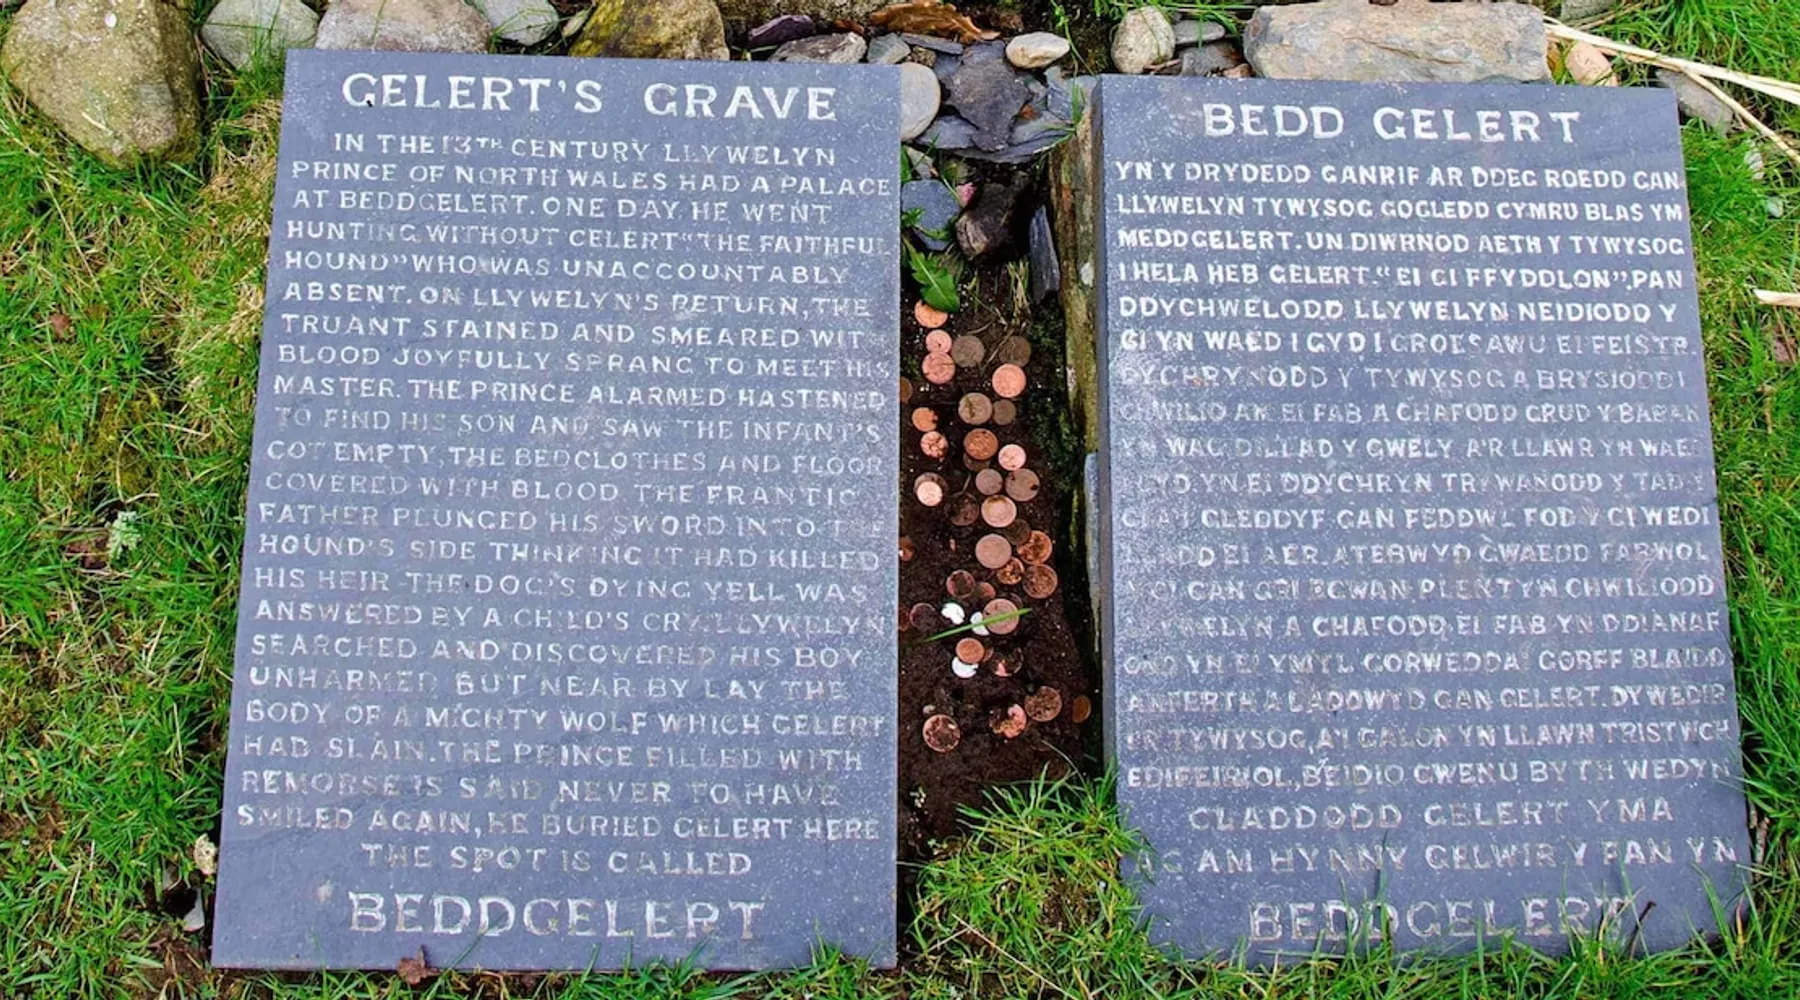 GELERT'S GRAVE
IN THE 13TH CENTURY LLYWELYN
PRINCE OF NORTH WALES HAD A PALACE
AT BEDDGELERT. ONE DAY HE WENT
HUNTING WITHOUT GELERT "THE FAITHFUL
HOUND" WHO WAS UNACCOUNTABLY
ABSENT. ON LLYWELYN'S RETURN, THE
TRUANT STAINED AND SMEARED WITH
BLOOD JOYFULLY SPRANG TO MEET HIS
MASTER. THE PRINCE ALARMED HASTENED
TO FIND HIS SON AND SAW THE INFANT'S
COT EMPTY, THE BEDCLOTHES AND FLOOR
COVERED WITH BLOOD THE FRANTIC
FATHER PLUNGED HIS SWORD INTO THE
HOUND'S SIDE THINKING IT HAD KILLED
HIS HEIR THE DOG'S DYING YELL WAS
ANSWERED BY A CHILD'S CRY. LLYWELYN
SEARCHED AND DISCOVERED HIS BOY
UNHARMED BUT NEAR BY LAY THE
BODY OF A MIGHTY WOLF WHICH GELERT
HAD SLAIN. THE PRINCE FILLED WITH
REMORSE IS SAID NEVER TO HAVE
SMILED AGAIN, HE BURIED GELERT HERE
THE SPOT IS CALLED
BEDDGELERT
BEDD GELERT
YN Y DRYDEDD GANRIF AR DDEG ROEDD GAN
LLYWELYN TYWYSOG GOGLEDD CYMRU BLAS YM
MEDDGELERT. UN DIWRNOD AETH Y TYWYSOG
I HELA HEB GELERT. "EI GI FFYDDLON", PAN
DDYCHWELODD LLYWELYN NEIDIODD Y
CI YN WAED I GYD I GROESAWU EI FEISTR.
DYCHRYNODD Y TYWYSOG A BRYSIODD I
CHWILIO AM EI FAB A CHAFODD GRUD Y BABAN
YN WAG DILLAD Y GWELY A'R LLAWR YN WAED
GYD YN EI DDYCHRYN TRYWANODD Y TAD Y
CI A'I GLEDDYF GAN FEDDWL FOD Y CI WEDI
LADD EI AER. ATEBWYD GWAEDD FARWOL
Y CI GAN GRI EGWAN PLENTYN CHWILIODD
LLYWELYN A CHAFODD EI FAB YN DDIANAF
OND YN EI YMYL GORWEDDAI GORFF BLAIDD
ANFERTH A LADDWYD GAN GELERT. DYWEDIR
I'R TYWYSOG, A'I GALON YN LLAWN TRISTWCH
EDIFEIRIOL, BEIDIO GWENU BYTH WEDYN
CLADDODD GELERT YMA
AC AM HYNNY GELWIR Y FAN YN
BEDDGELERT